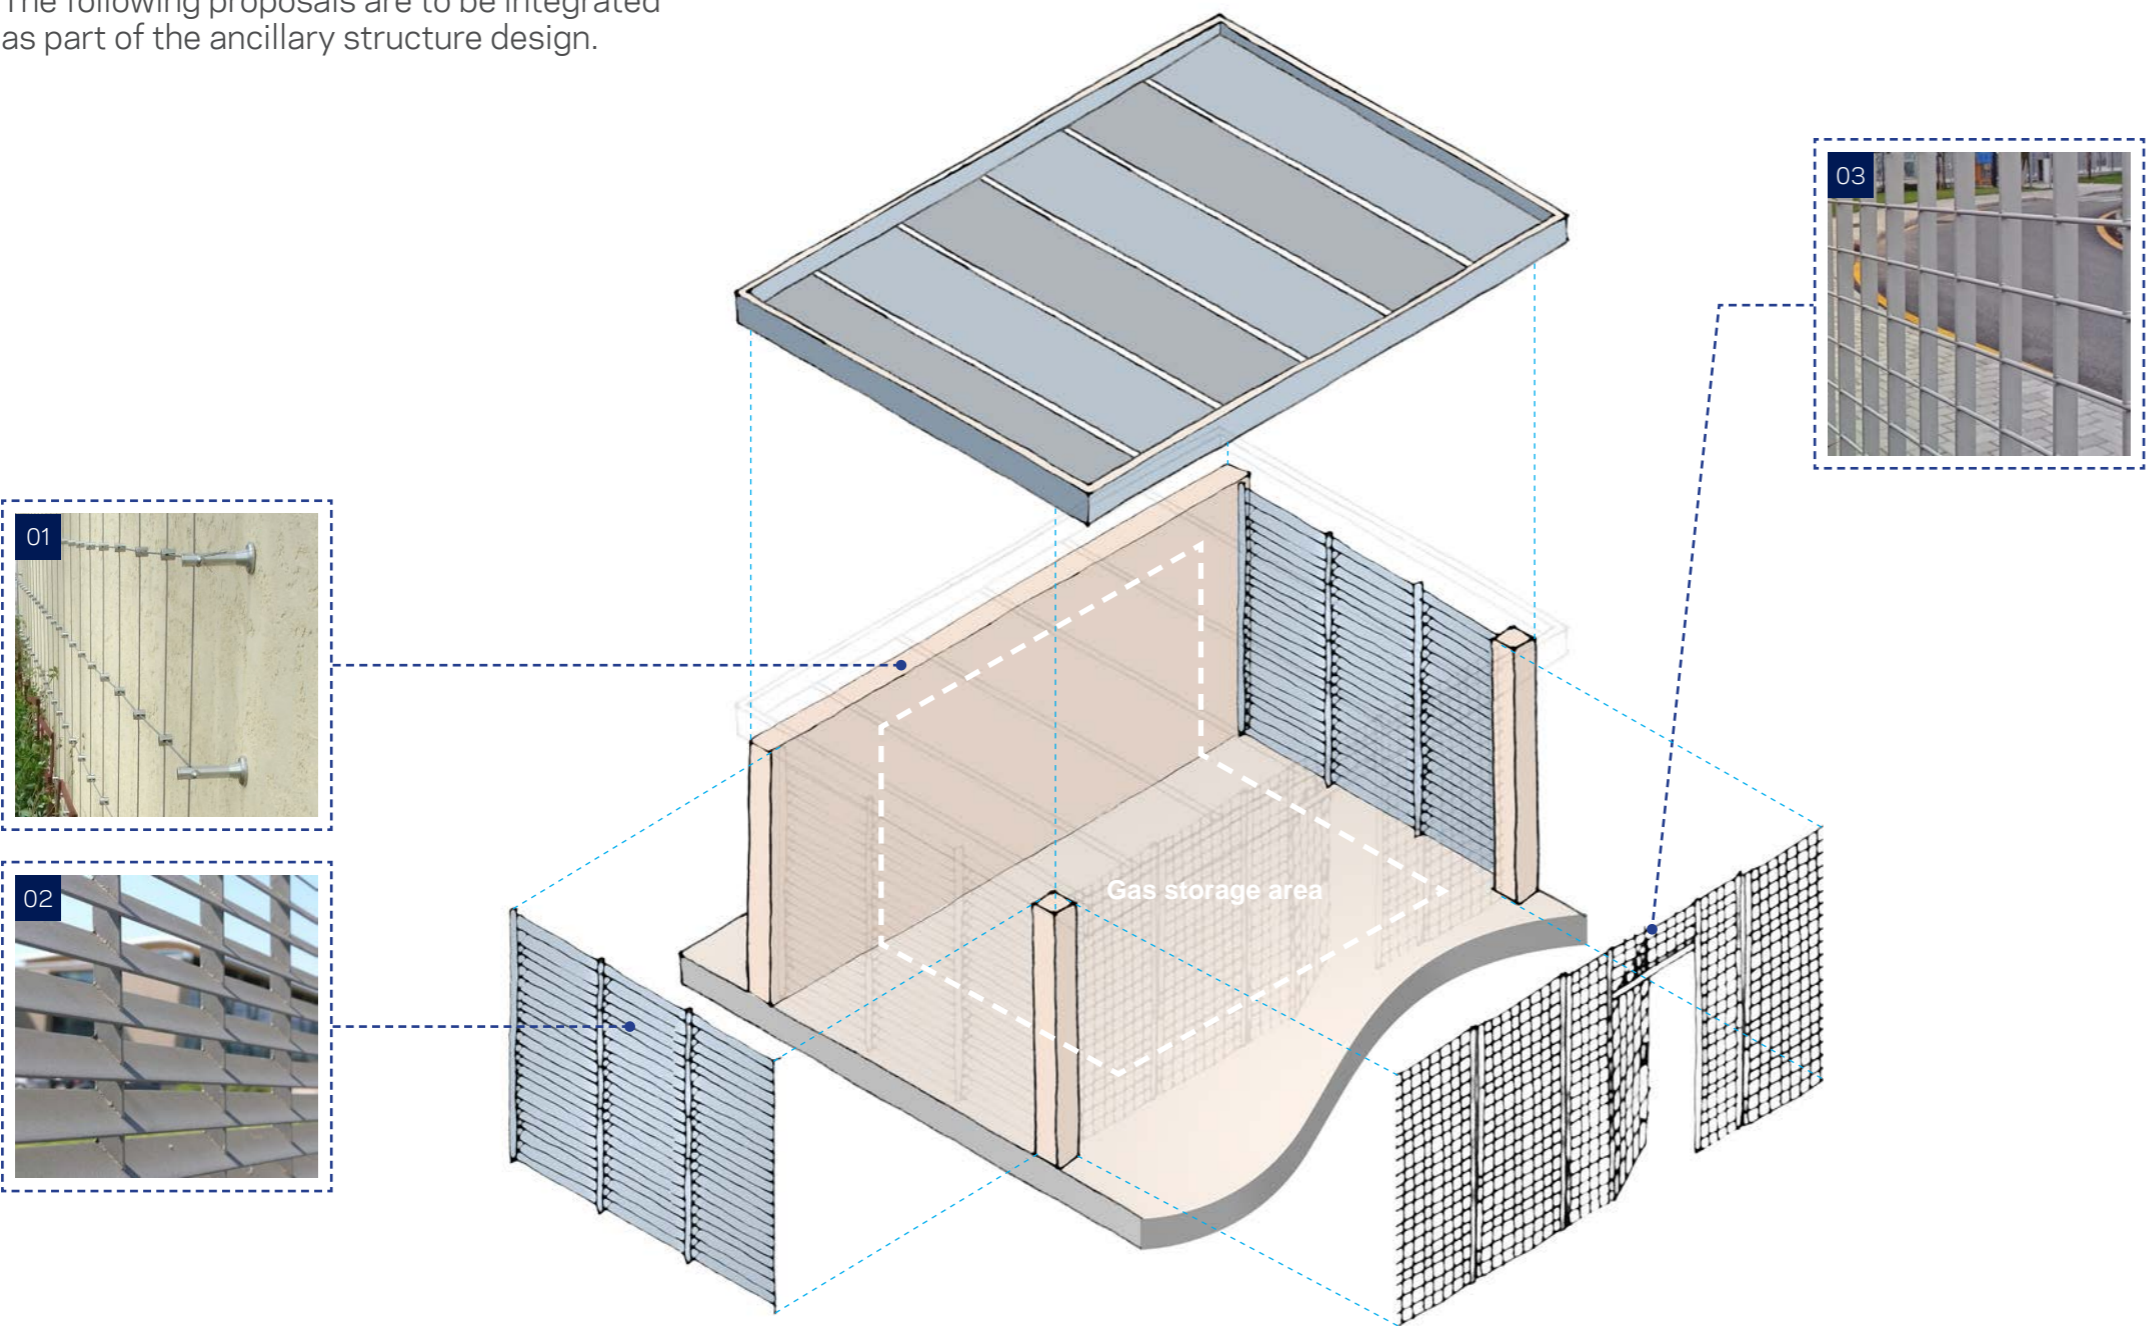 The following proposals are to be integrated
as part of the ancillary structure design.
03
01
02
Gas storage area